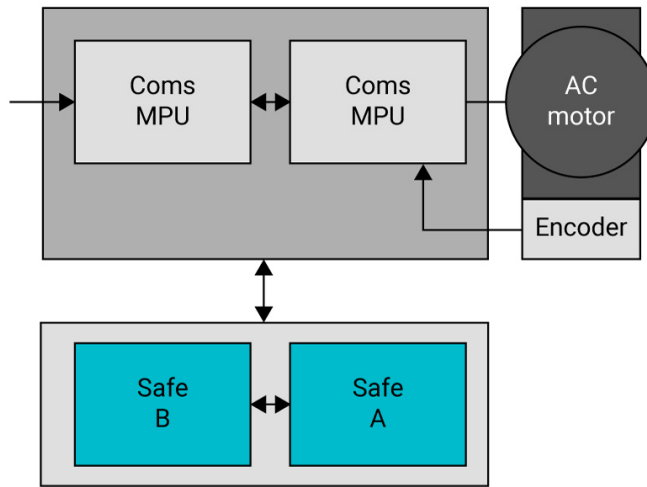 Coms
MPU
Coms
MPU
AC
motor
Encoder
Safe
B
Safe
A